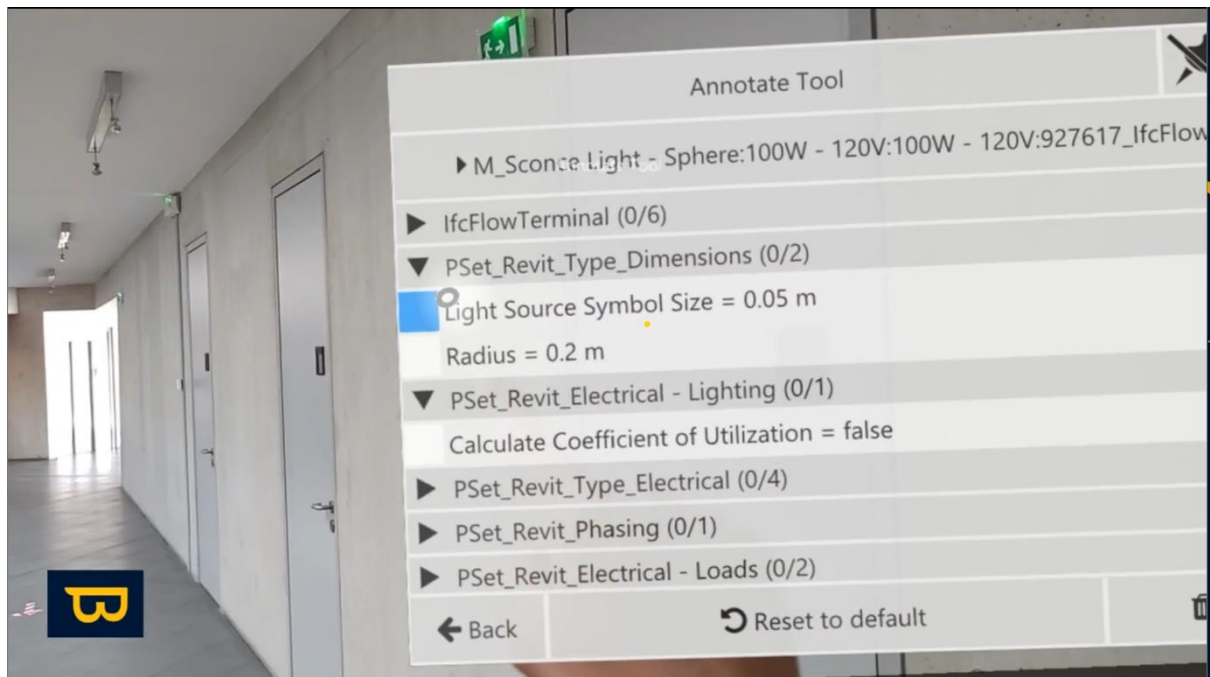 Annotate Tool
M_Sconce Light - Sphere:100W - 120V:100W - 120V:927617_IfcFlow
Annotate Tool
IfcFlowTerminal (0/6)
PSet_Revit_Type_Dimensions (0/2)
Light Source Symbol Size = 0.05 m
Radius = 0.2 m
PSet_Revit_Electrical - Lighting (0/1)
Calculate Coefficient of Utilization = false
PSet_Revit_Type_Electrical (0/4)
PSet_Revit_Phasing (0/1)
PSet_Revit_Electrical - Loads (0/2)
Back
Reset to default